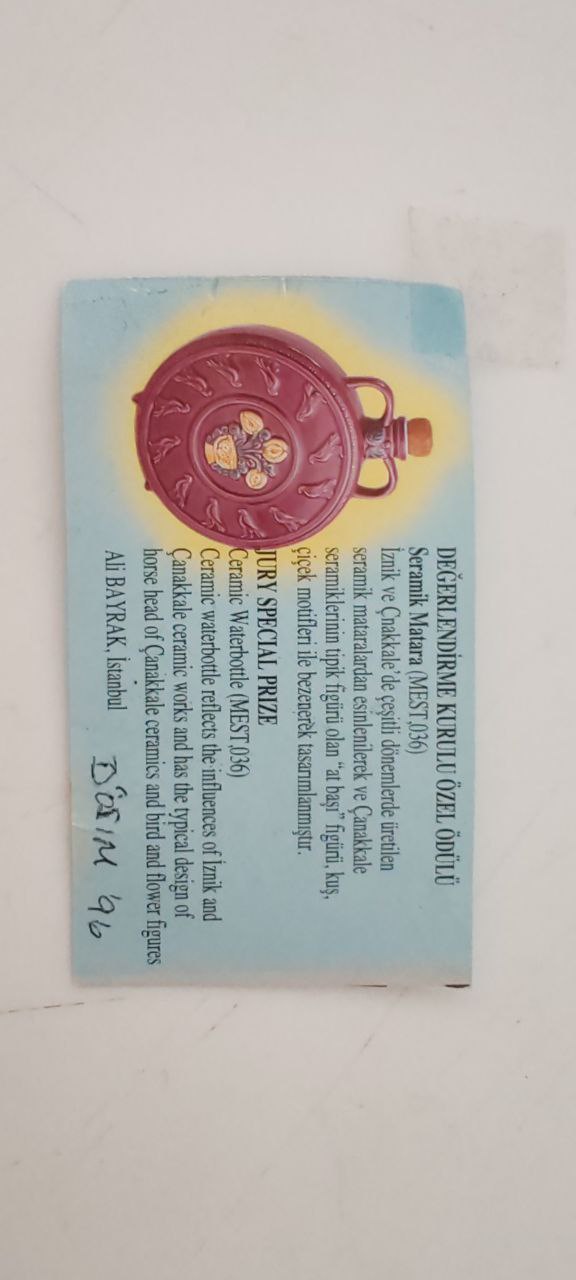 DEĞERLENDİRME KURULU ÖZEL ÖDÜLÜ
Seramik Matara (MEST,036)
İznik ve Çnakkale'de çeşitli dönemlerde üretilen
seramik mataralardan esinlenilerek ve Çanakkale
seramiklerinin tipik figürü olan "at başı" figürü, kuş,
çiçek motifleri ile bezenerek tasarımlanmıştır.
JURY SPECIAL PRIZE
Ceramic Waterbottle (MEST,036)
Ceramic waterbottle reflects the influences of İznik and
Çanakkale ceramic works and has the typical design of
horse head of Çanakkale ceramics and bird and flower figures
Ali BAYRAK, İstanbul
DÖSİM '96